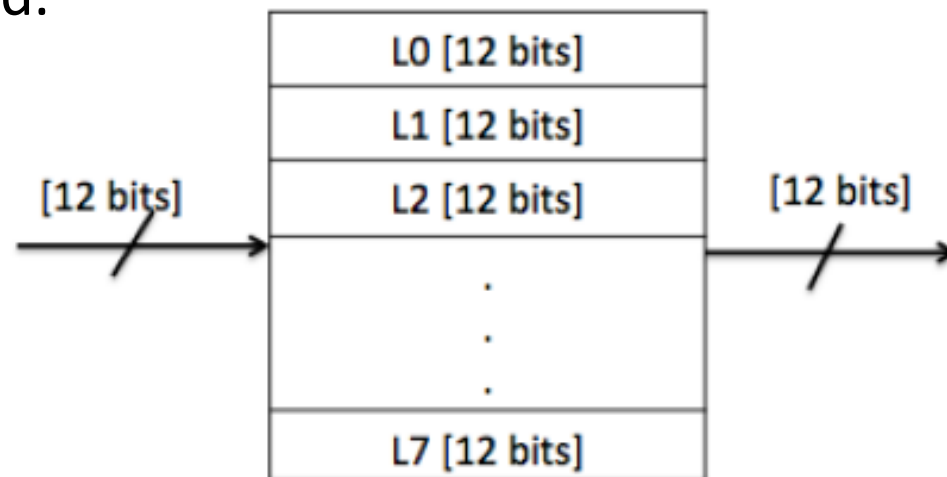 d.
L0 [12 bits]
L1 [12 bits]
[12 bits]
L2 [12 bits]
[12 bits]
.
.
.
L7 [12 bits]